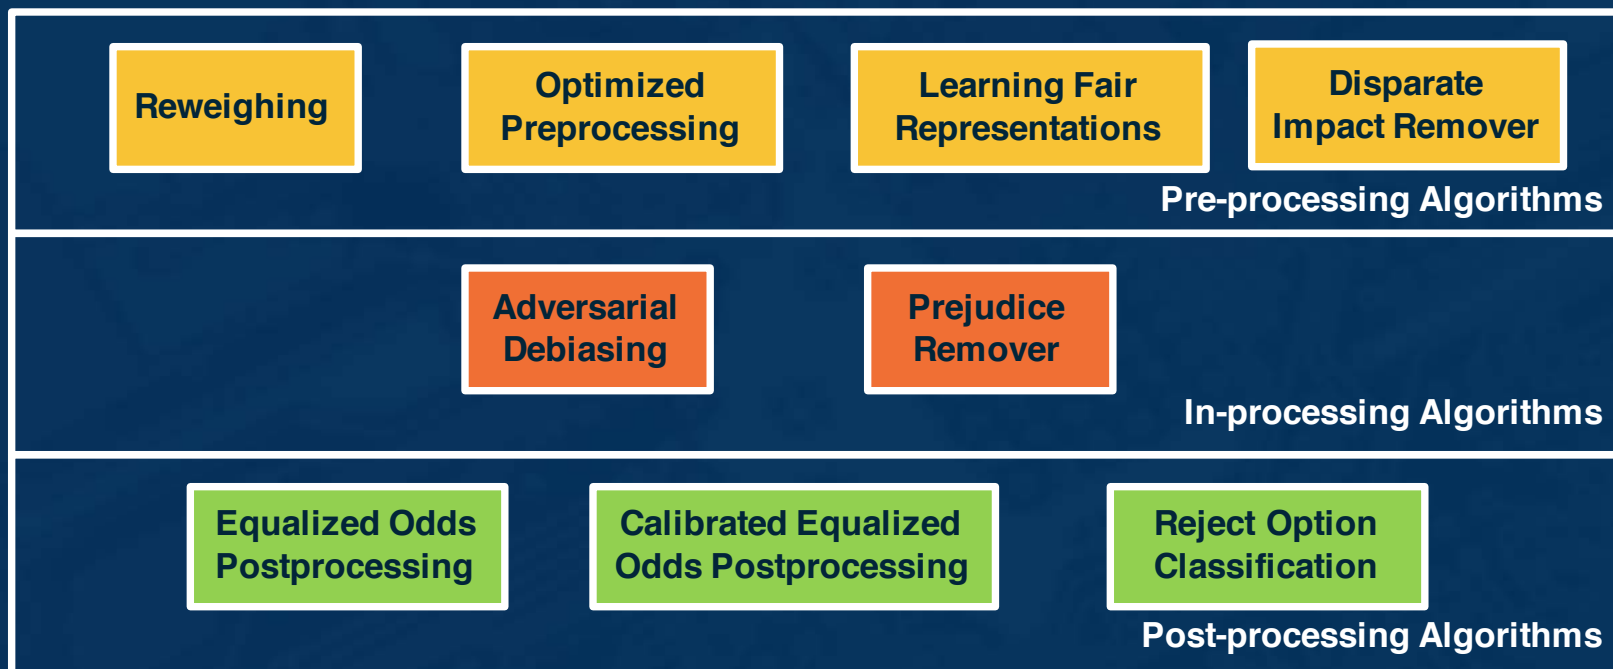 Reweighing
Optimized
Preprocessing
Learning Fair
Representations
Disparate
Impact Remover
Pre-processing Algorithms
Adversarial
Debiasing
Prejudice
Remover
In-processing Algorithms
Equalized Odds
Postprocessing
Calibrated Equalized
Odds Postprocessing
Reject Option
Classification
Post-processing Algorithms